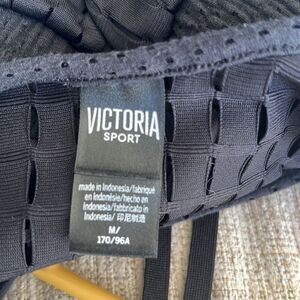 VICTORIA
SPORT
made in Indonesia/fabriqué
en Indonésie/hecho en
Indonesia/fabbricato in
Indonesia/ 印尼制造
M/
170/96A